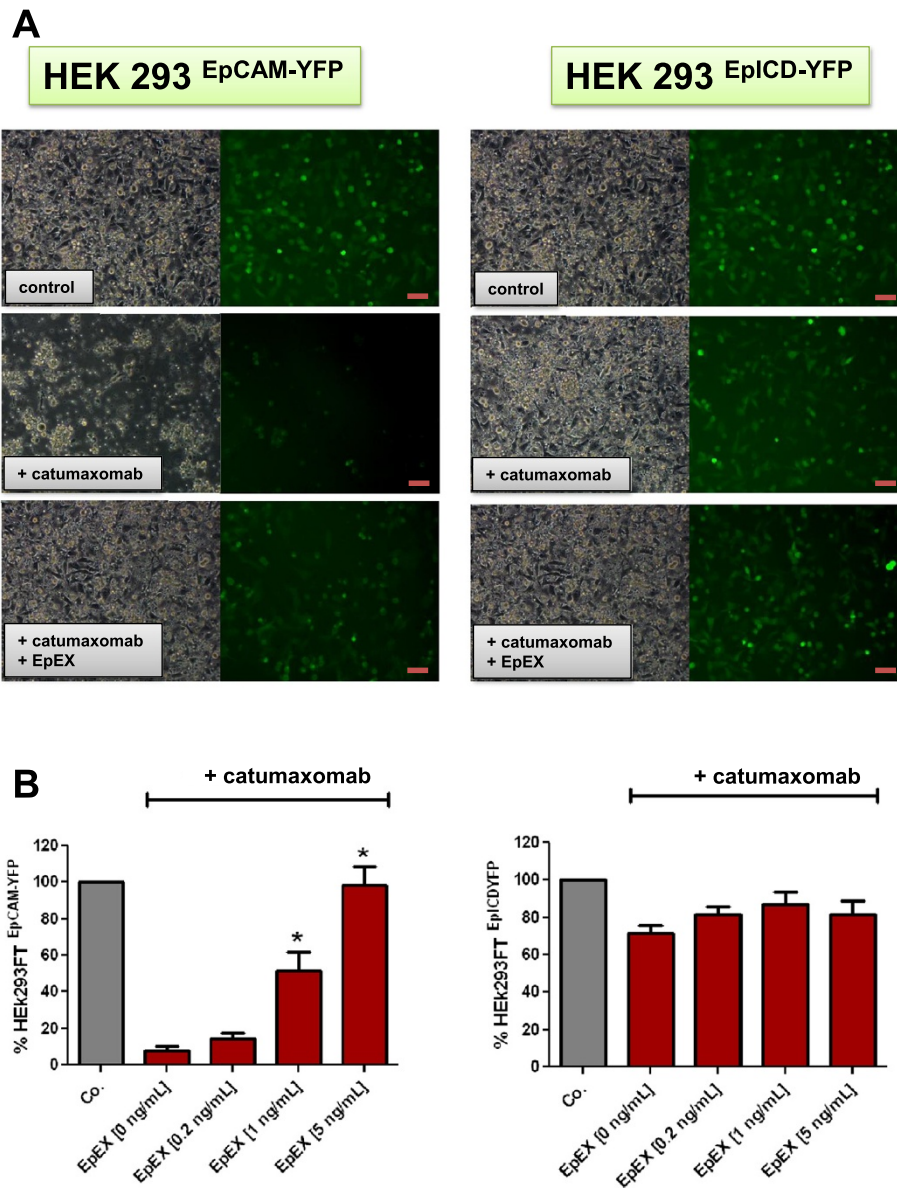 A
HEK 293 EpCAM-YFP
HEK 293 EpICD-YFP
control
control
+ catumaxomab
+ catumaxomab
+ catumaxomab
+ EpEX
+ catumaxomab
+ EpEX
B
+ catumaxomab
% HEk293FT EpCAM-YFP
120
100
80
60
40
20
0
*
*
Co.
EpEX [0 ng/mL]
EpEX [0.2 ng/mL]
EpEX [1 ng/mL]
EpEX [5 ng/mL]
+ catumaxomab
% HEk293FT EpICDYFP
120
100
80
60
40
20
0
Co.
EpEX [0 ng/mL]
EpEX [0.2 ng/mL]
EpEX [1 ng/mL]
EpEX [5 ng/mL]